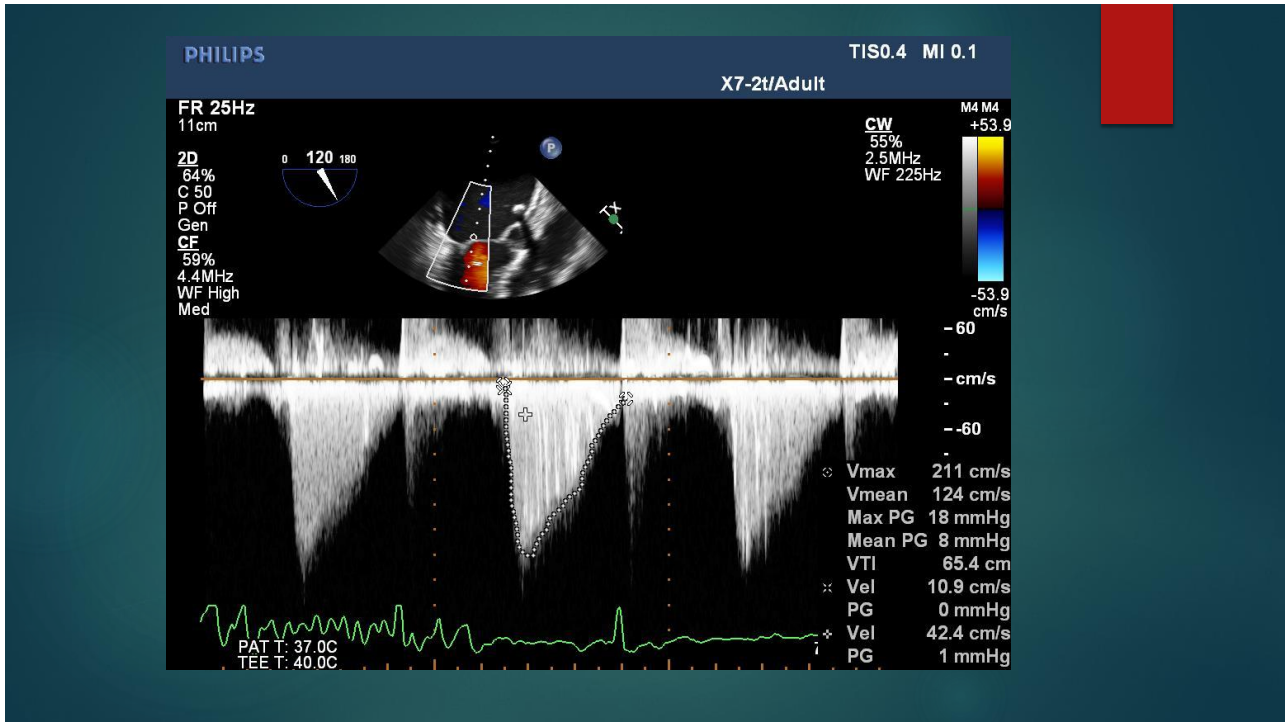 PHILIPS
TIS0.4 MI 0.1
X7-2t/Adult
FR 25Hz
11cm
2D
64%
C 50
P Off
Gen
CF
59%
4.4MHz
WF High
Med
0 120 180
P
CW
55%
2.5MHz
WF 225Hz
M4 M4
+53.9
-53.9
cm/s
60
cm/s
-60
Vmax 211 cm/s
Vmean 124 cm/s
Max PG 18 mmHg
Mean PG 8 mmHg
VTI 65.4 cm
Vel 10.9 cm/s
PG 0 mmHg
Vel 42.4 cm/s
PG 1 mmHg
PAT T: 37.0C
TEE T: 40.0C